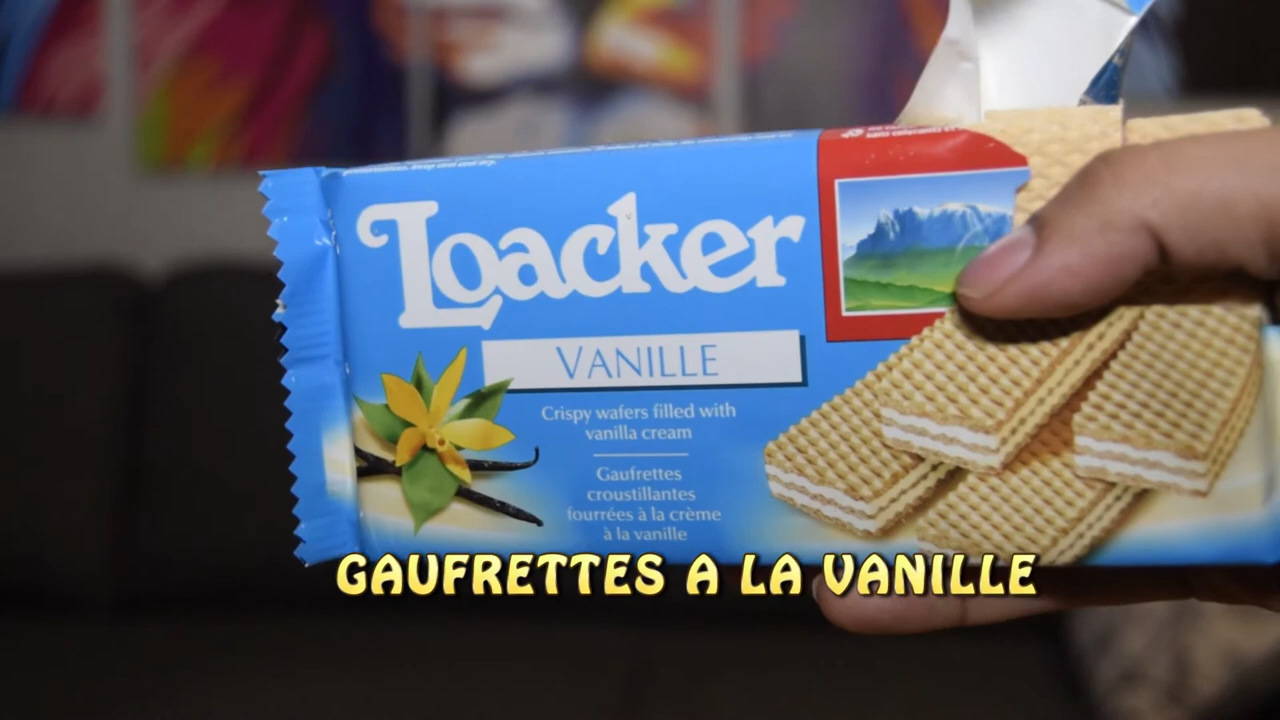 Loacker
VANILLE
Crispy wafers filled with
vanilla cream
Gaufrettes
croustillantes
fourrées à la crème
à la vanille
GAUFRETTES A LA VANILLE